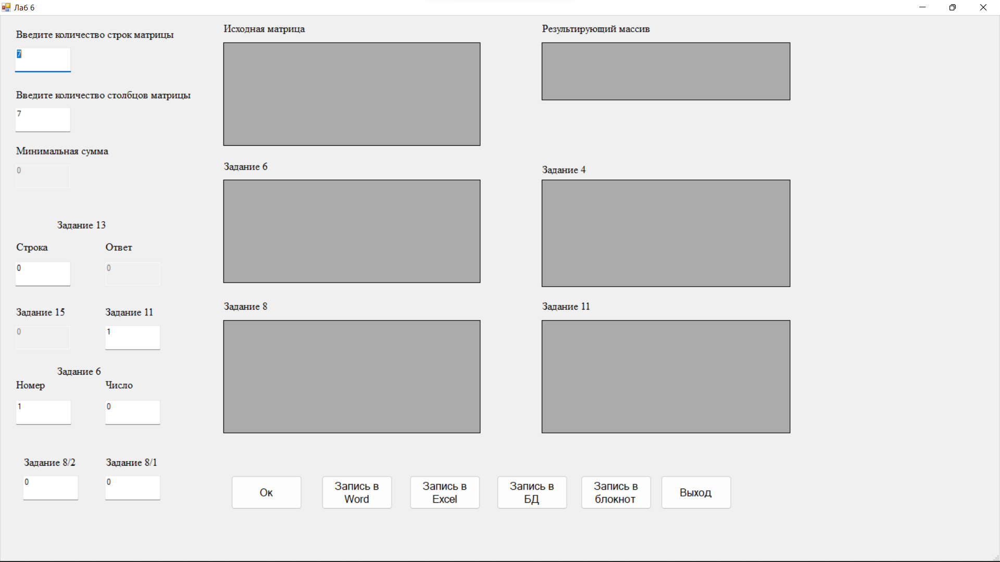 Лаб 6
Введите количество строк матрицы
7
Введите количество столбцов матрицы
7
Минимальная сумма
0
Задание 13
Строка Ответ
0 0
Задание 15 Задание 11
0 1
Задание 6
Номер Число
1 0
Задание 8/2 Задание 8/1
0 0
Исходная матрица
Результирующий массив
Задание 6
Задание 4
Задание 8
Задание 11
Ок
Запись в
Word
Запись в
Excel
Запись в
БД
Запись в
блокнот
Выход